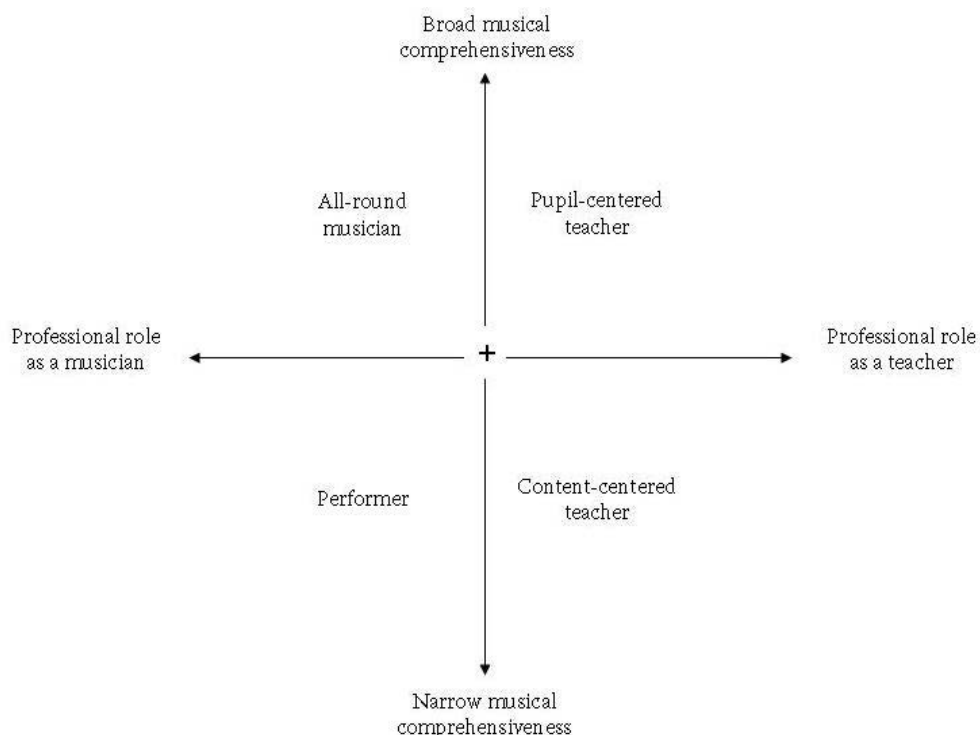 Broad musical
comprehensiveness
All-round
musician
Pupil-centered
teacher
Professional role
as a musician
+
Professional role
as a teacher
Performer
Content-centered
teacher
Narrow musical
comprehensiveness